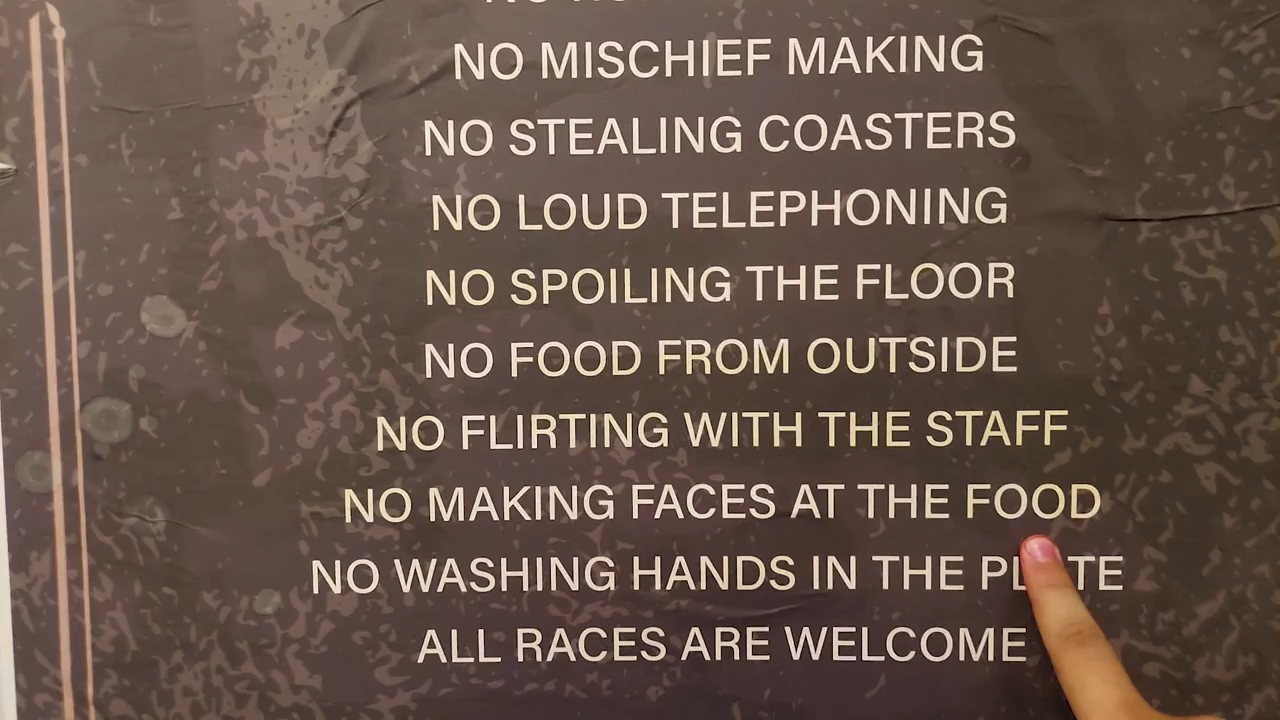 NO
NO MISCHIEF MAKING
NO STEALING COASTERS
NO LOUD TELEPHONING
NO SPOILING THE FLOOR
NO FOOD FROM OUTSIDE
NO FLIRTING WITH THE STAFF
NO MAKING FACES AT THE FOOD
NO WASHING HANDS IN THE PLATE
ALL RACES ARE WELCOME